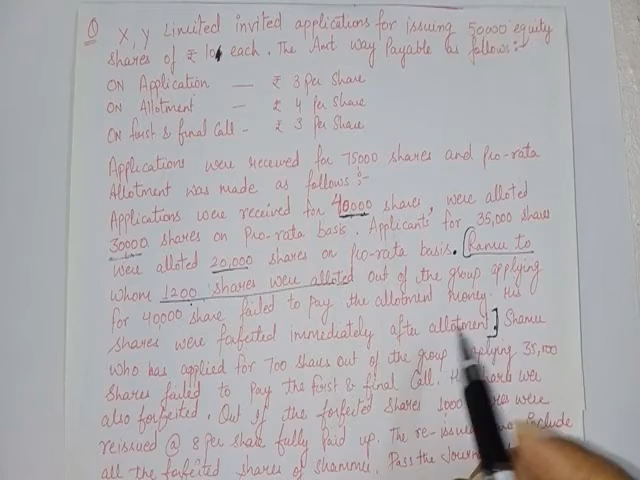 Q X, Y Limited invited applications for issuing 50000 equity
shares of ₹ 10 each. The Amt way Payable as follows:-
ON Application — ₹ 3 per share
ON Allotment — ₹ 4 per share
ON first & final Call - ₹ 3 per share
Applications were received for 75000 shares and Pro-rata
Allotment was made as follows:-
Applications were received for 40000 shares, were alloted
30000 shares on Pro-rata basis. Applicants for 35,000 shares
were alloted 20,000 shares on pro-rata basis. [Ramu to
whom 1200 shares were alloted out of the group applying
for 40000 share failed to pay the allotment money. His
shares were forfeited immediately after allotment.] Shamu
who has applied for 700 shares out of the group applying 35,000
shares failed to pay the first & final Call. shares
also forfeited. Out of the forfeited shares 1000 shares were
reissued @ 8 per share fully paid up. The re-issued include
all the forfeited shares of shammu. Pass the